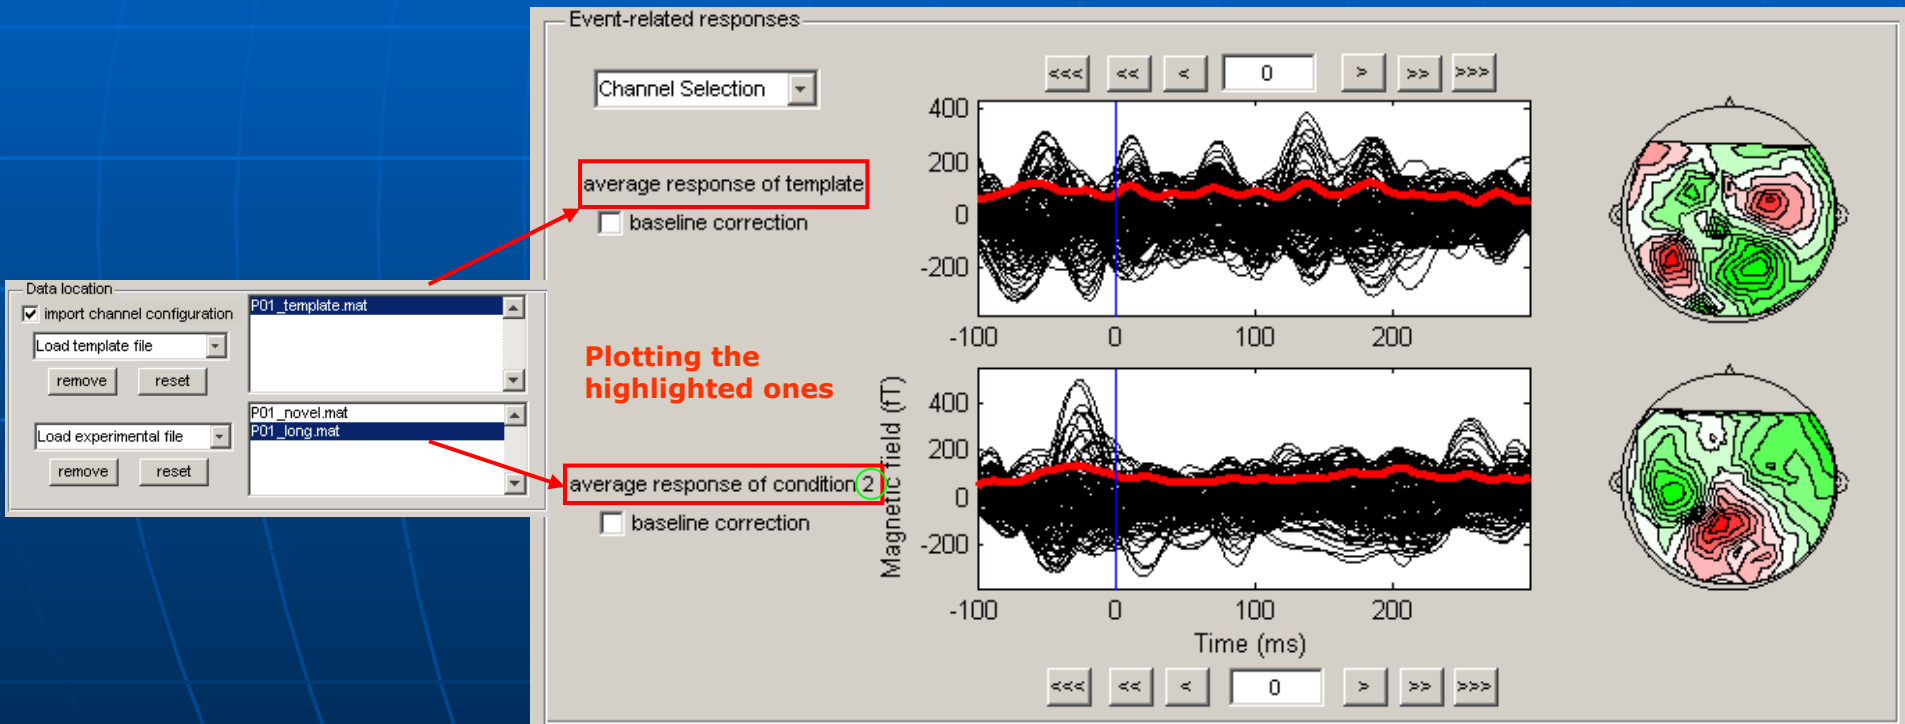 Event-related responses
<<<
<<
<
0
>
>>
>>>
Channel Selection
average response of template
baseline correction
400
200
0
-200
-100
0
100
200
Data location
import channel configuration
Load template file
remove
reset
P01_template.mat
Load experimental file
remove
reset
P01_novel.mat
P01_long.mat
Plotting the
highlighted ones
average response of condition 2
baseline correction
Magnetic field (fT)
400
200
0
-200
-100
0
100
200
Time (ms)
<<<
<<
<
0
>
>>
>>>